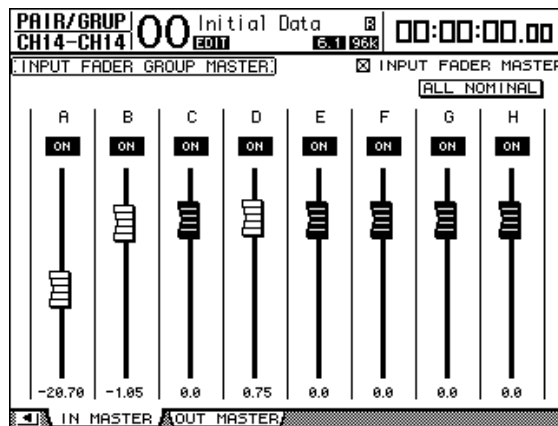 PAIR/GRUP
CH14-CH14
00 Initial Data R
EDIT 6.1 96k
00:00:00.00
INPUT FADER GROUP MASTER
INPUT FADER MASTER
ALL NOMINAL
A B C D E F G H
ON ON ON ON ON ON ON ON
-20.70 -1.05 0.0 0.75 0.0 0.0 0.0 0.0
IN MASTER OUT MASTER